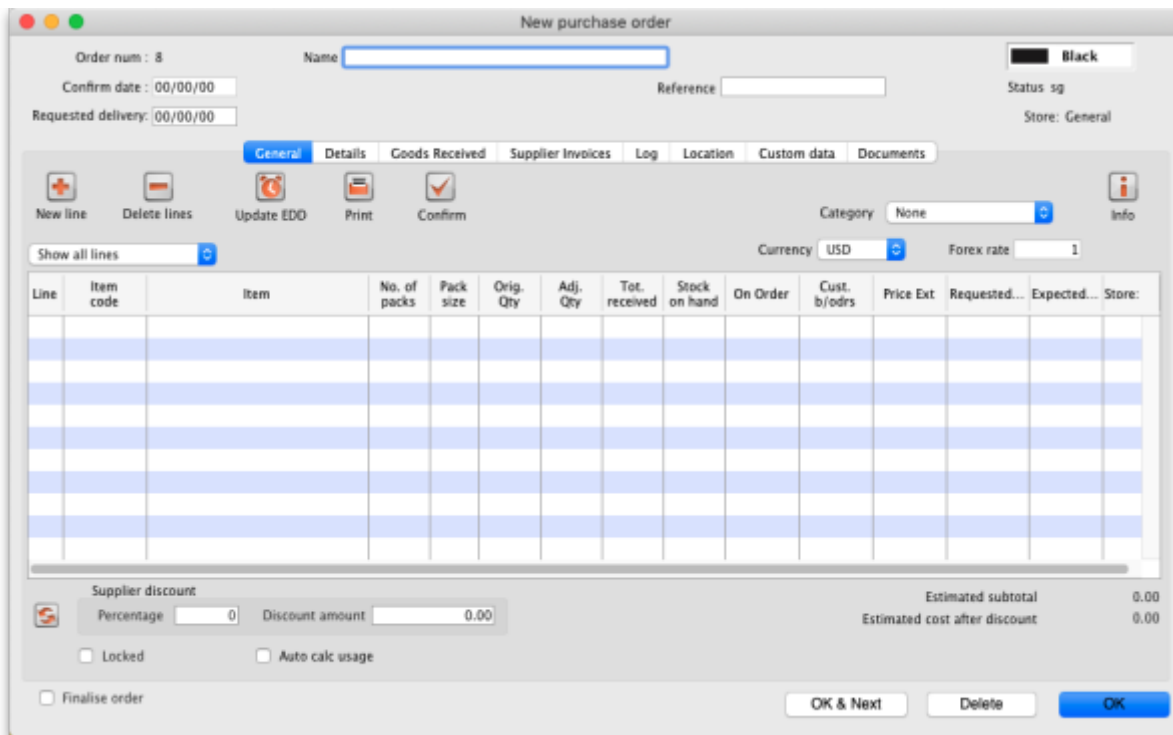 New purchase order
Order num : 8 Name Black
Confirm date : 00/00/00 Reference Status sg
Requested delivery: 00/00/00 Store: General
General Details Goods Received Supplier Invoices Log Location Custom data Documents
New line Delete lines Update EDD Print Confirm Category None Info
Show all lines Currency USD Forex rate 1
Line Item code Item No. of packs Pack size Orig. Qty Adj. Qty Tot. received Stock on hand On Order Cust. b/odrs Price Ext Requested... Expected... Store:
Supplier discount Estimated subtotal 0.00
Percentage 0 Discount amount 0.00 Estimated cost after discount 0.00
Locked Auto calc usage
Finalise order OK & Next Delete OK